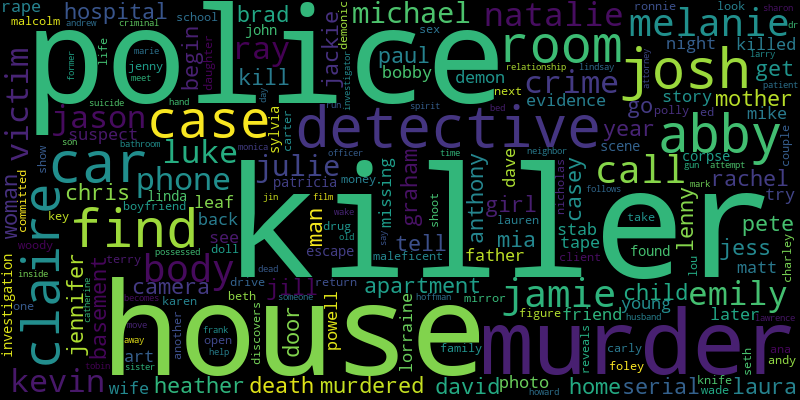 rape hospital brad michael natalie melanie
malcolm andrew criminal school john ronnie look sharon
police room night killed dr
life jenny marie meet former
begin daughter ray jackie demonic investigator paul bobby sex demon relationship lindsay
victim kill crime josh get
jason case detective next evidence story mother
suspect suicide hand day run spirit bed go polly ed mike
woman committed son bathroom monica sylvia carter officer time neighbor year scene corpse gun attempt couple abby
car luke julie graham missing anthony dave casey call rachel
show phone patricia money girl nicholas mark patient attorney larry
chris linda boyfriend leaf jin film man drug shoot lauren follows try
claire key find back killer mia stab take lenny pete
woody see wake old say tell father tape found jess
terry possessed doll escape maleficent client lou matt charley
investigation inside body camera drive dead return apartment jamie child emily
jennifer basement jill mirror young
one catherine karen beth someone hoffman figure friend later
house door powell lorraine murder
becomes another discovers reveals lawrence
move art frank open family husband seth ana
away help carly andy
tobin sister foley
kevin wife heather death murdered david photo home serial knife wade laura
howard